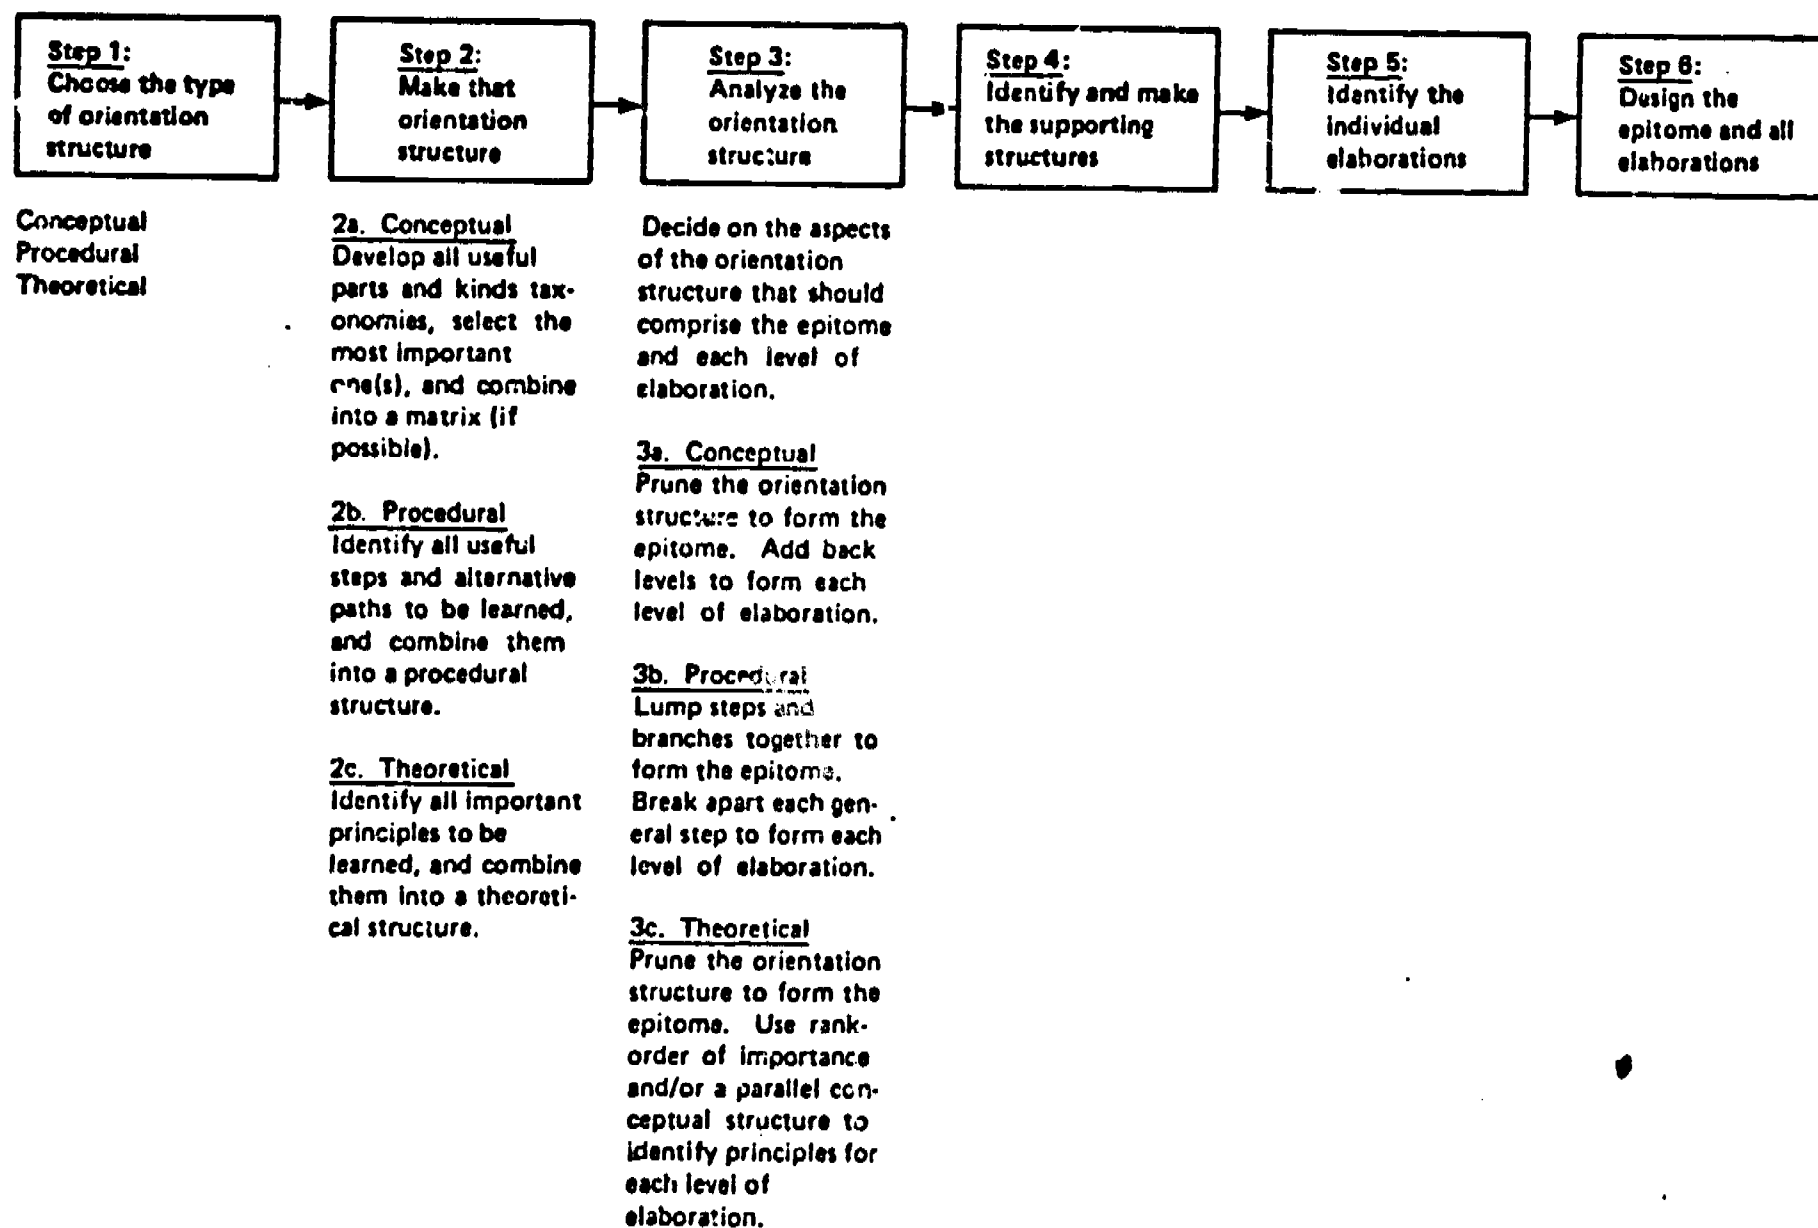 Step 1:
Choose the type
of orientation
structure
Step 2:
Make that
orientation
structure
Step 3:
Analyze the
orientation
structure
Step 4:
Identify and make
the supporting
structures
Step 5:
Identify the
individual
elaborations
Step 6:
Design the
epitome and all
elaborations
Conceptual
Procedural
Theoretical
2a. Conceptual
Develop all useful
parts and kinds tax-
onomies, select the
most important
one(s), and combine
into a matrix (if
possible).
2b. Procedural
Identify all useful
steps and alternative
paths to be learned,
and combine them
into a procedural
structure.
2c. Theoretical
Identify all important
principles to be
learned, and combine
them into a theoreti-
cal structure.
Decide on the aspects
of the orientation
structure that should
comprise the epitome
and each level of
elaboration.
3a. Conceptual
Prune the orientation
structure to form the
epitome. Add back
levels to form each
level of elaboration.
3b. Procedural
Lump steps and
branches together to
form the epitome.
Break apart each gen-
eral step to form each
level of elaboration.
3c. Theoretical
Prune the orientation
structure to form the
epitome. Use rank-
order of importance
and/or a parallel con-
ceptual structure to
identify principles for
each level of
elaboration.